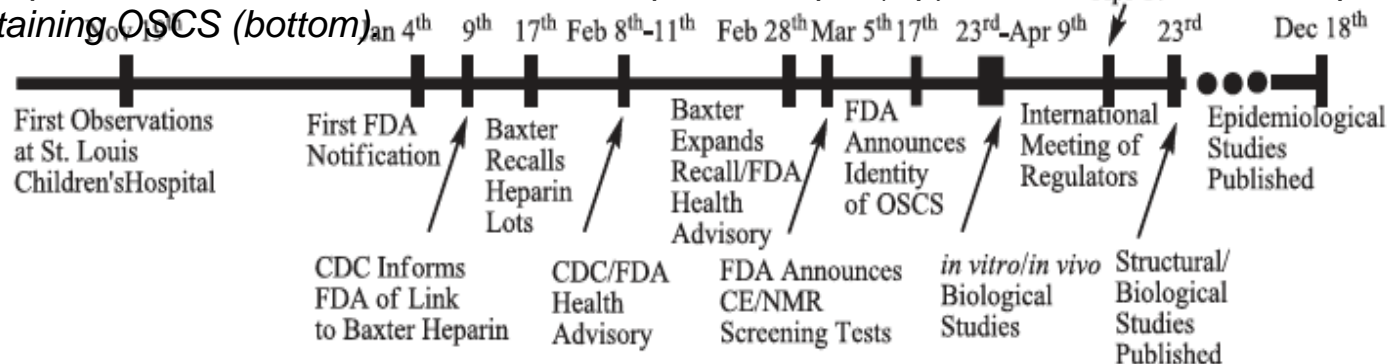 taining OSCS (bottom).
Nov 19th
Jan 4th
9th
17th
Feb 8th-11th
Feb 28th
Mar 5th
17th
23rd-Apr 9th
23rd
Dec 18th
First Observations
at St. Louis
Children'sHospital
First FDA
Notification
Baxter
Recalls
Heparin
Lots
Baxter
Expands
Recall/FDA
Health
Advisory
FDA
Announces
Identity
of OSCS
International
Meeting of
Regulators
Epidemiological
Studies
Published
CDC Informs
FDA of Link
to Baxter Heparin
CDC/FDA
Health
Advisory
FDA Announces
CE/NMR
Screening Tests
in vitro/in vivo
Biological
Studies
Structural/
Biological
Studies
Published